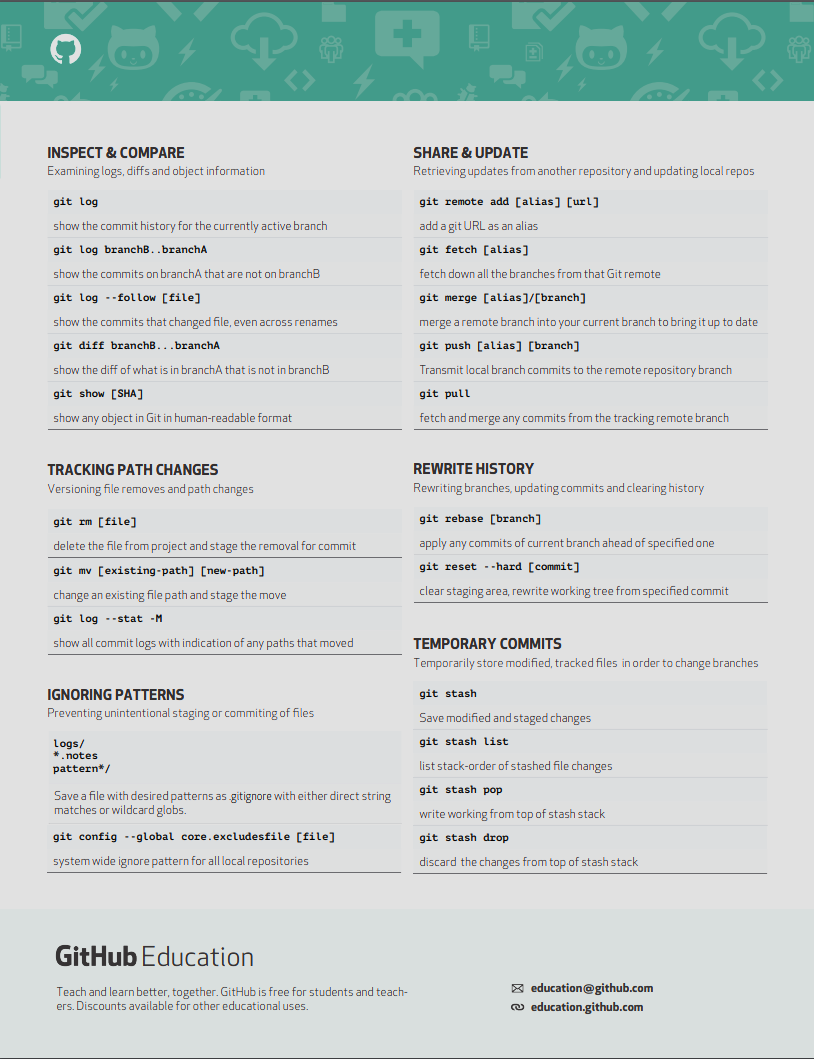 INSPECT & COMPARE
Examining logs, diffs and object information
git log
show the commit history for the currently active branch
git log branchB..branchA
show the commits on branchA that are not on branchB
git log --follow [file]
show the commits that changed file, even across renames
git diff branchB...branchA
show the diff of what is in branchA that is not in branchB
git show [SHA]
show any object in Git in human-readable format
TRACKING PATH CHANGES
Versioning file removes and path changes
git rm [file]
delete the file from project and stage the removal for commit
git mv [existing-path] [new-path]
change an existing file path and stage the move
git log --stat -M
show all commit logs with indication of any paths that moved
IGNORING PATTERNS
Preventing unintentional staging or commiting of files
logs/
*.notes
pattern*/
Save a file with desired patterns as .gitignore with either direct string
matches or wildcard globs.
git config --global core.excludesfile [file]
system wide ignore pattern for all local repositories
SHARE & UPDATE
Retrieving updates from another repository and updating local repos
git remote add [alias] [url]
add a git URL as an alias
git fetch [alias]
fetch down all the branches from that Git remote
git merge [alias]/[branch]
merge a remote branch into your current branch to bring it up to date
git push [alias] [branch]
Transmit local branch commits to the remote repository branch
git pull
fetch and merge any commits from the tracking remote branch
REWRITE HISTORY
Rewriting branches, updating commits and clearing history
git rebase [branch]
apply any commits of current branch ahead of specified one
git reset --hard [commit]
clear staging area, rewrite working tree from specified commit
TEMPORARY COMMITS
Temporarily store modified, tracked files in order to change branches
git stash
Save modified and staged changes
git stash list
list stack-order of stashed file changes
git stash pop
write working from top of stash stack
git stash drop
discard the changes from top of stash stack
GitHub Education
Teach and learn better, together. GitHub is free for students and teach-
ers. Discounts available for other educational uses.
education@github.com
education.github.com